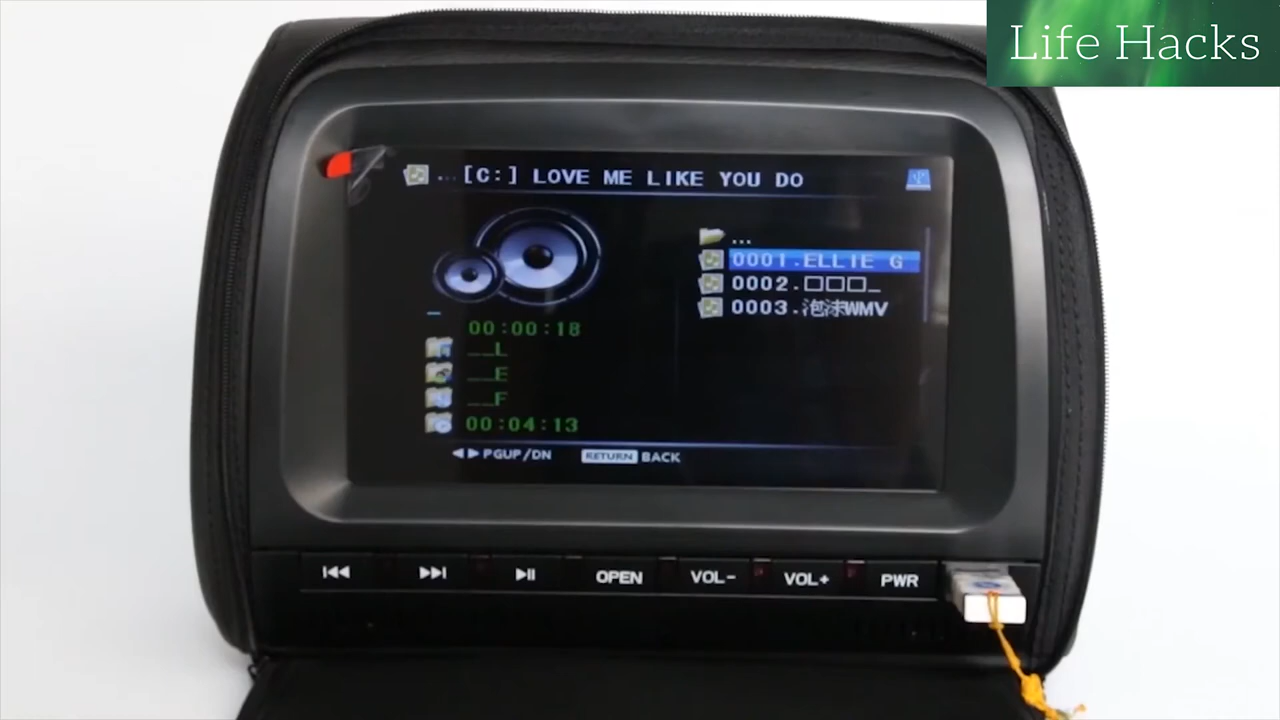 Life Hacks
...[C:] LOVE ME LIKE YOU DO
...
0001.ELLIE G
0002.□□□_
0003.泡沫WMV
00:00:18
__L
__E
__F
00:04:13
PGUP/DN RETURN BACK
OPEN VOL- VOL+ PWR